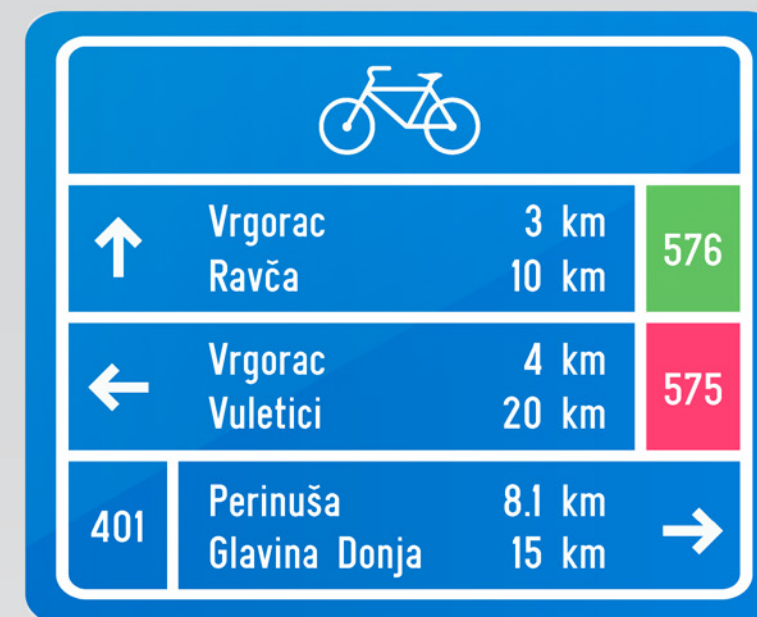 Vrgorac 3 km
Ravča 10 km
576
Vrgorac 4 km
Vuletici 20 km
575
401
Perinuša 8.1 km
Glavina Donja 15 km